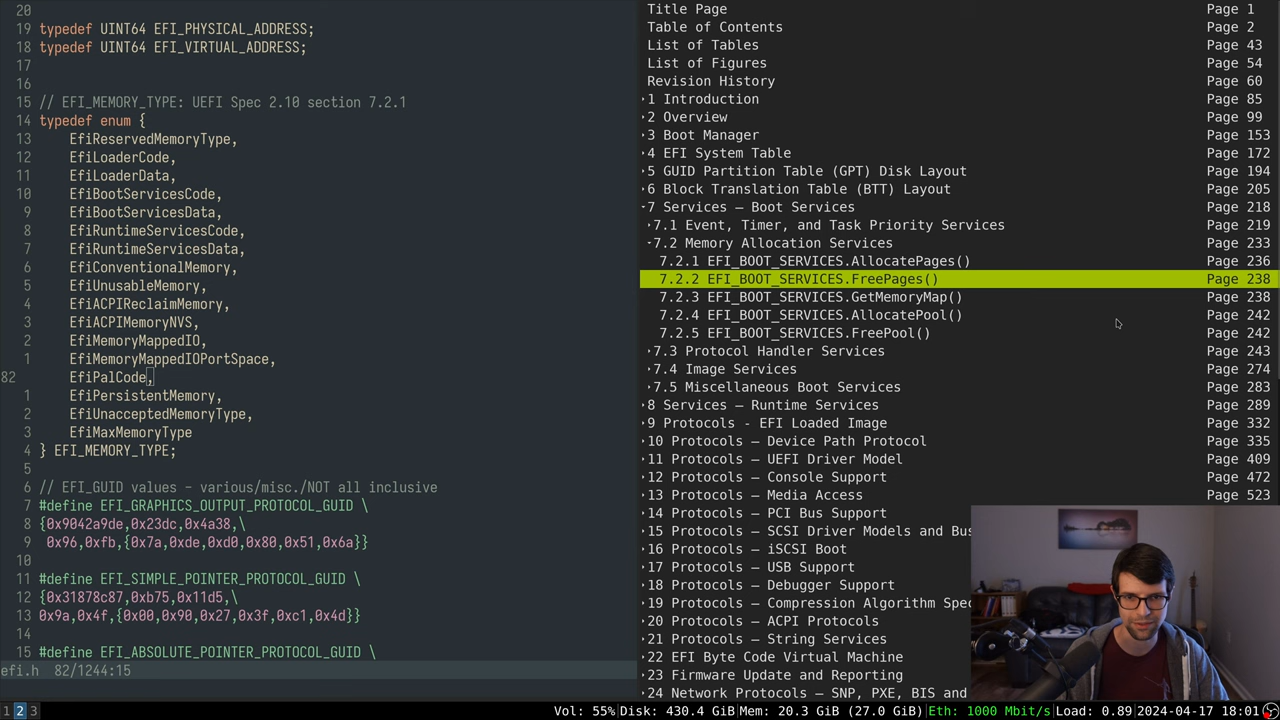 20
19 typedef UINT64 EFI_PHYSICAL_ADDRESS;
18 typedef UINT64 EFI_VIRTUAL_ADDRESS;
17
16
15 // EFI_MEMORY_TYPE: UEFI Spec 2.10 section 7.2.1
14 typedef enum {
13 EfiReservedMemoryType,
12 EfiLoaderCode,
11 EfiLoaderData,
10 EfiBootServicesCode,
9 EfiBootServicesData,
8 EfiRuntimeServicesCode,
7 EfiRuntimeServicesData,
6 EfiConventionalMemory,
5 EfiUnusableMemory,
4 EfiACPIReclaimMemory,
3 EfiACPIMemoryNVS,
2 EfiMemoryMappedIO,
1 EfiMemoryMappedIOPortSpace,
82 EfiPalCode,
1 EfiPersistentMemory,
2 EfiUnacceptedMemoryType,
3 EfiMaxMemoryType
4 } EFI_MEMORY_TYPE;
5
6 // EFI_GUID values - various/misc./NOT all inclusive
7 #define EFI_GRAPHICS_OUTPUT_PROTOCOL_GUID \
8 {0x9042a9de,0x23dc,0x4a38,\
9 0x96,0xfb,{0x7a,0xde,0xd0,0x80,0x51,0x6a}}
10
11 #define EFI_SIMPLE_POINTER_PROTOCOL_GUID \
12 {0x31878c87,0xb75,0x11d5,\
13 0x9a,0x4f,{0x00,0x90,0x27,0x3f,0xc1,0x4d}}
14
15 #define EFI_ABSOLUTE_POINTER_PROTOCOL_GUID \
efi.h 82/1244:15
Title Page Page 1
Table of Contents Page 2
List of Tables Page 43
List of Figures Page 54
Revision History Page 60
1 Introduction Page 85
2 Overview Page 99
3 Boot Manager Page 153
4 EFI System Table Page 172
5 GUID Partition Table (GPT) Disk Layout Page 194
6 Block Translation Table (BTT) Layout Page 205
7 Services — Boot Services Page 218
7.1 Event, Timer, and Task Priority Services Page 219
7.2 Memory Allocation Services Page 233
7.2.1 EFI_BOOT_SERVICES.AllocatePages() Page 236
7.2.2 EFI_BOOT_SERVICES.FreePages() Page 238
7.2.3 EFI_BOOT_SERVICES.GetMemoryMap() Page 238
7.2.4 EFI_BOOT_SERVICES.AllocatePool() Page 242
7.2.5 EFI_BOOT_SERVICES.FreePool() Page 242
7.3 Protocol Handler Services Page 243
7.4 Image Services Page 274
7.5 Miscellaneous Boot Services Page 283
8 Services — Runtime Services Page 289
9 Protocols - EFI Loaded Image Page 332
10 Protocols — Device Path Protocol Page 335
11 Protocols — UEFI Driver Model Page 409
12 Protocols — Console Support Page 472
13 Protocols — Media Access Page 523
14 Protocols — PCI Bus Support
15 Protocols — SCSI Driver Models and Bus
16 Protocols — iSCSI Boot
17 Protocols — USB Support
18 Protocols — Debugger Support
19 Protocols — Compression Algorithm Spec
20 Protocols — ACPI Protocols
21 Protocols — String Services
22 EFI Byte Code Virtual Machine
23 Firmware Update and Reporting
24 Network Protocols — SNP, PXE, BIS and
1 2 3 Vol: 55%|Disk: 430.4 GiB|Mem: 20.3 GiB (27.0 GiB)|Eth: 1000 Mbit/s|Load: 0.89|2024-04-17 18:01